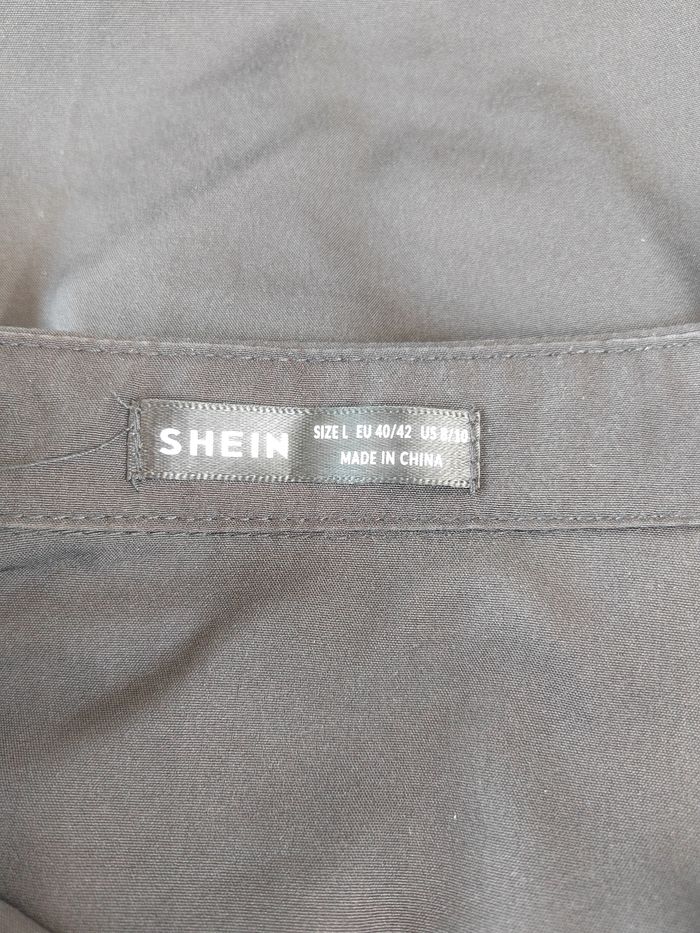 SHEIN
SIZE L EU 40/42 US 8/10
MADE IN CHINA